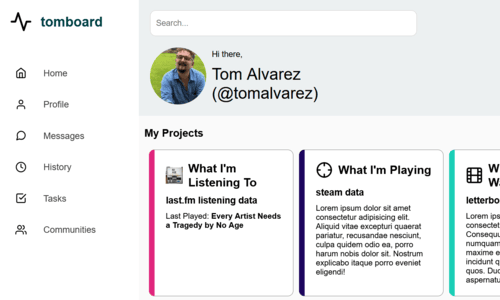 tomboard
Search...
Home
Profile
Messages
History
Tasks
Communities
Hi there,
Tom Alvarez
(@tomalvarez)
My Projects
What I'm
Listening To
last.fm listening data
Last Played: Every Artist Needs
a Tragedy by No Age
What I'm Playing
steam data
Lorem ipsum dolor sit amet
consectetur adipisicing elit.
Aliquid vitae excepturi quaerat
pariatur, recusandae nesciunt,
culpa quidem odio ea, porro
harum nobis dolor sit. Nostrum
explicabo itaque porro eveniet
eligendi!
W
letterbo
Lorem ips
consectet
Consequu
numquam
maxime e
incidunt q
quos. Duc
aspernatu